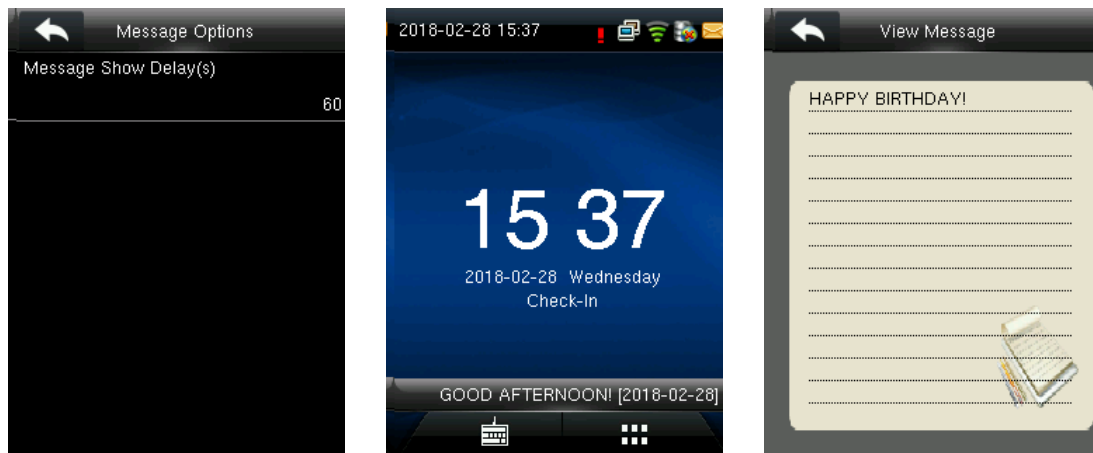 Message Options
Message Show Delay(s)
60
2018-02-28 15:37
15 37
2018-02-28 Wednesday
Check-In
GOOD AFTERNOON! [2018-02-28]
View Message
HAPPY BIRTHDAY!